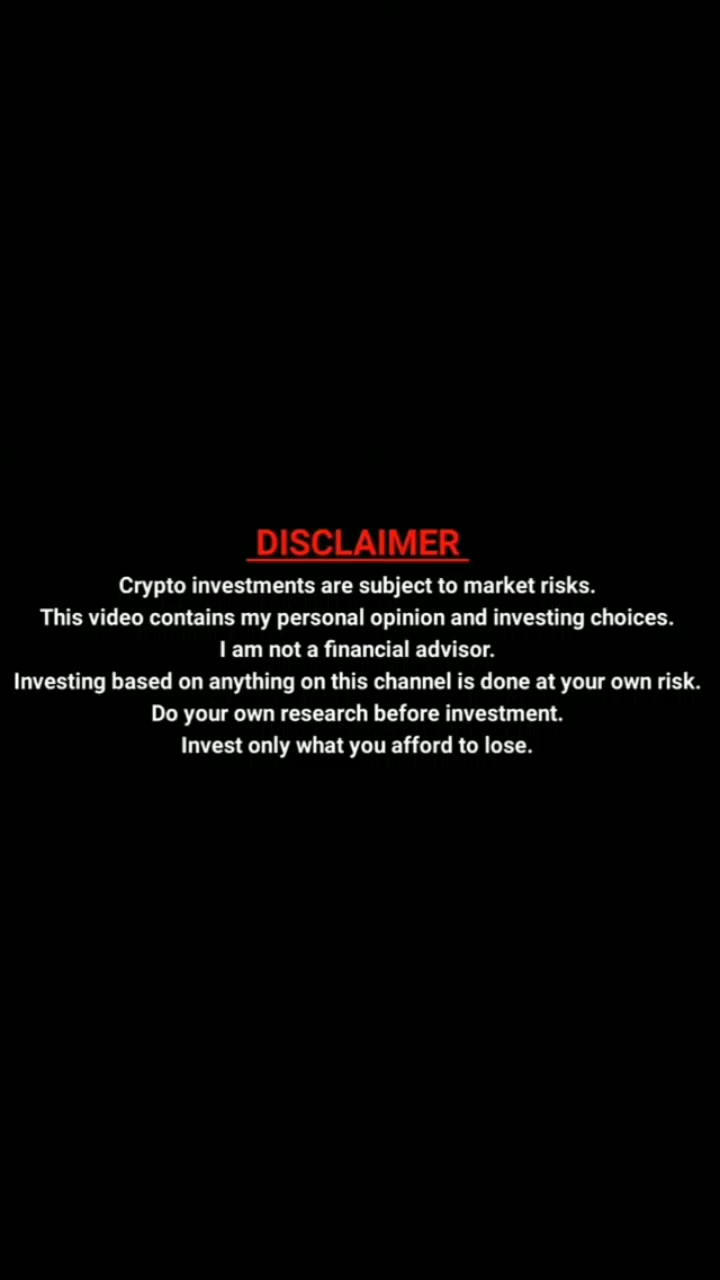 DISCLAIMER
Crypto investments are subject to market risks.
This video contains my personal opinion and investing choices.
I am not a financial advisor.
Investing based on anything on this channel is done at your own risk.
Do your own research before investment.
Invest only what you afford to lose.